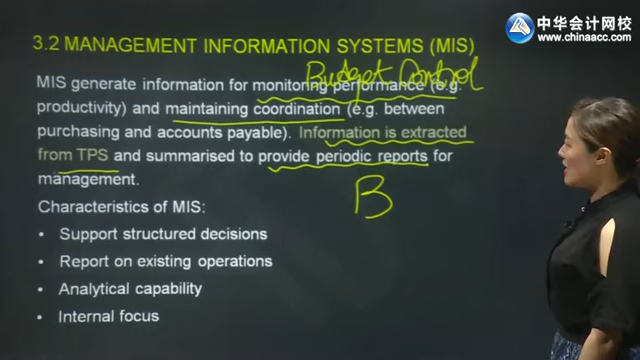 中华会计网校
www.chinaacc.com
3.2 MANAGEMENT INFORMATION SYSTEMS (MIS)
Budget Control
MIS generate information for monitoring performance (e.g.
productivity) and maintaining coordination (e.g. between
purchasing and accounts payable). Information is extracted
from TPS and summarised to provide periodic reports for
management.
B
Characteristics of MIS:
• Support structured decisions
• Report on existing operations
• Analytical capability
• Internal focus